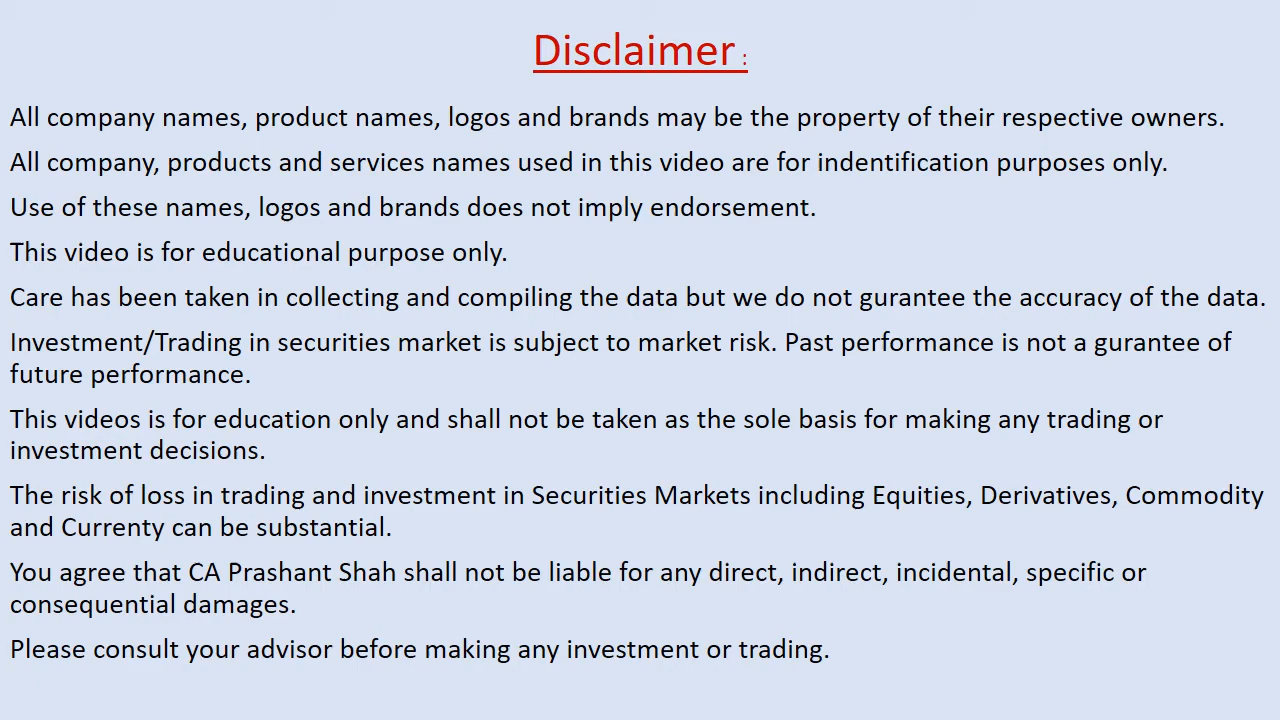 Disclaimer :
All company names, product names, logos and brands may be the property of their respective owners.
All company, products and services names used in this video are for indentification purposes only.
Use of these names, logos and brands does not imply endorsement.
This video is for educational purpose only.
Care has been taken in collecting and compiling the data but we do not gurantee the accuracy of the data.
Investment/Trading in securities market is subject to market risk. Past performance is not a gurantee of
future performance.
This videos is for education only and shall not be taken as the sole basis for making any trading or
investment decisions.
The risk of loss in trading and investment in Securities Markets including Equities, Derivatives, Commodity
and Currenty can be substantial.
You agree that CA Prashant Shah shall not be liable for any direct, indirect, incidental, specific or
consequential damages.
Please consult your advisor before making any investment or trading.